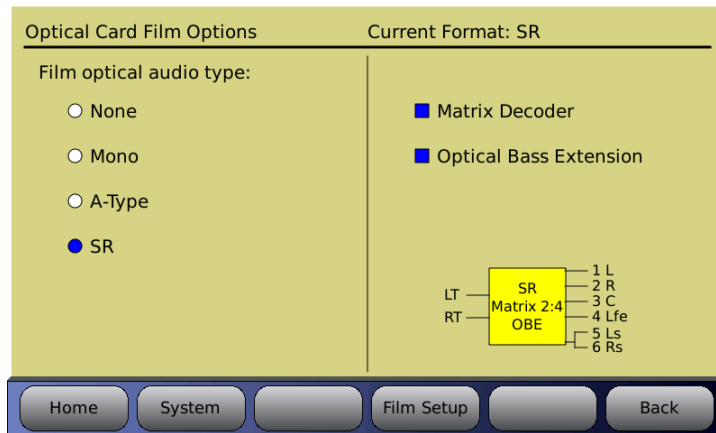 Optical Card Film Options
Current Format: SR
Film optical audio type:
None
Mono
A-Type
SR
Matrix Decoder
Optical Bass Extension
LT
RT
SR
Matrix 2:4
OBE
1 L
2 R
3 C
4 Lfe
5 Ls
6 Rs
Home
System
Film Setup
Back